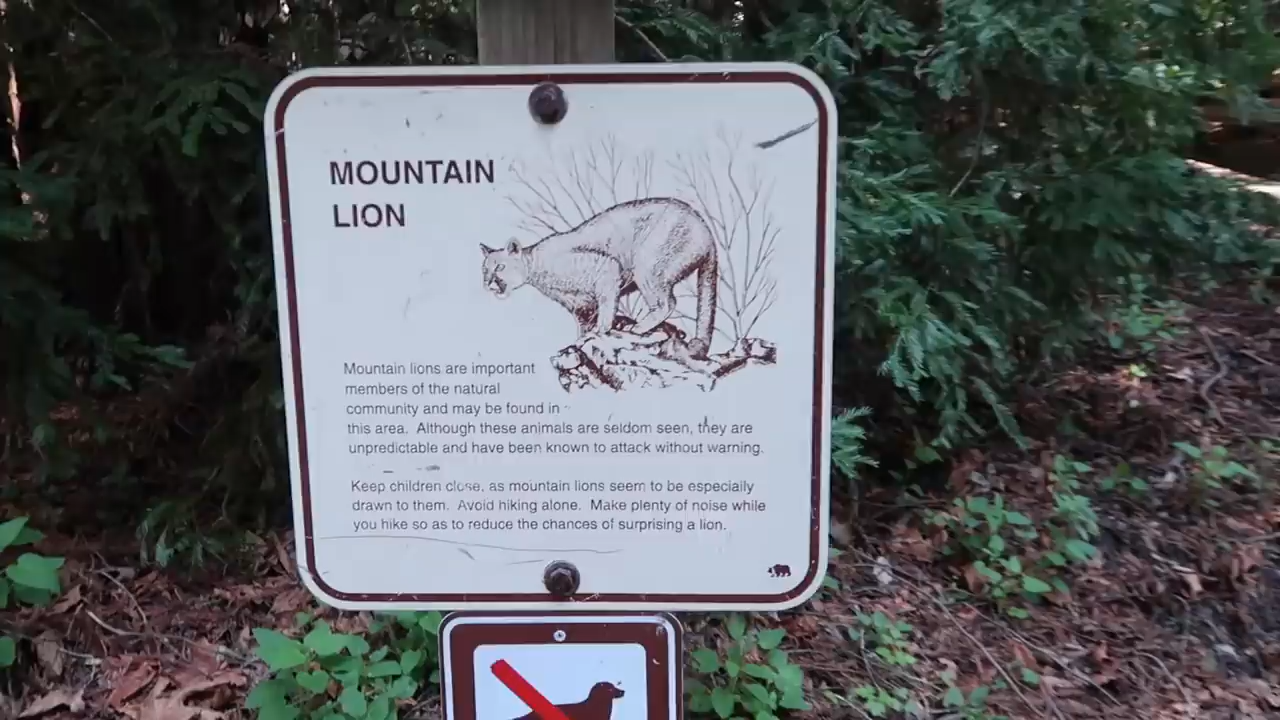 MOUNTAIN
LION
Mountain lions are important
members of the natural
community and may be found in
this area. Although these animals are seldom seen, they are
unpredictable and have been known to attack without warning.
Keep children close, as mountain lions seem to be especially
drawn to them. Avoid hiking alone. Make plenty of noise while
you hike so as to reduce the chances of surprising a lion.